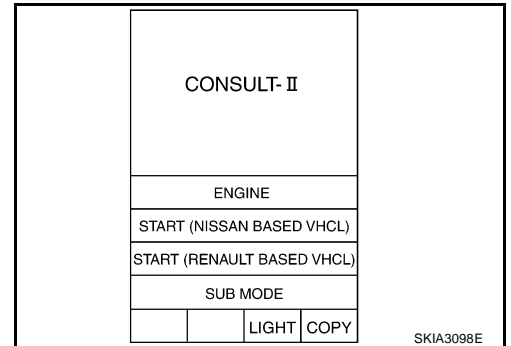 CONSULT-Ⅱ
ENGINE
START (NISSAN BASED VHCL)
START (RENAULT BASED VHCL)
SUB MODE
LIGHT COPY
SKIA3098E